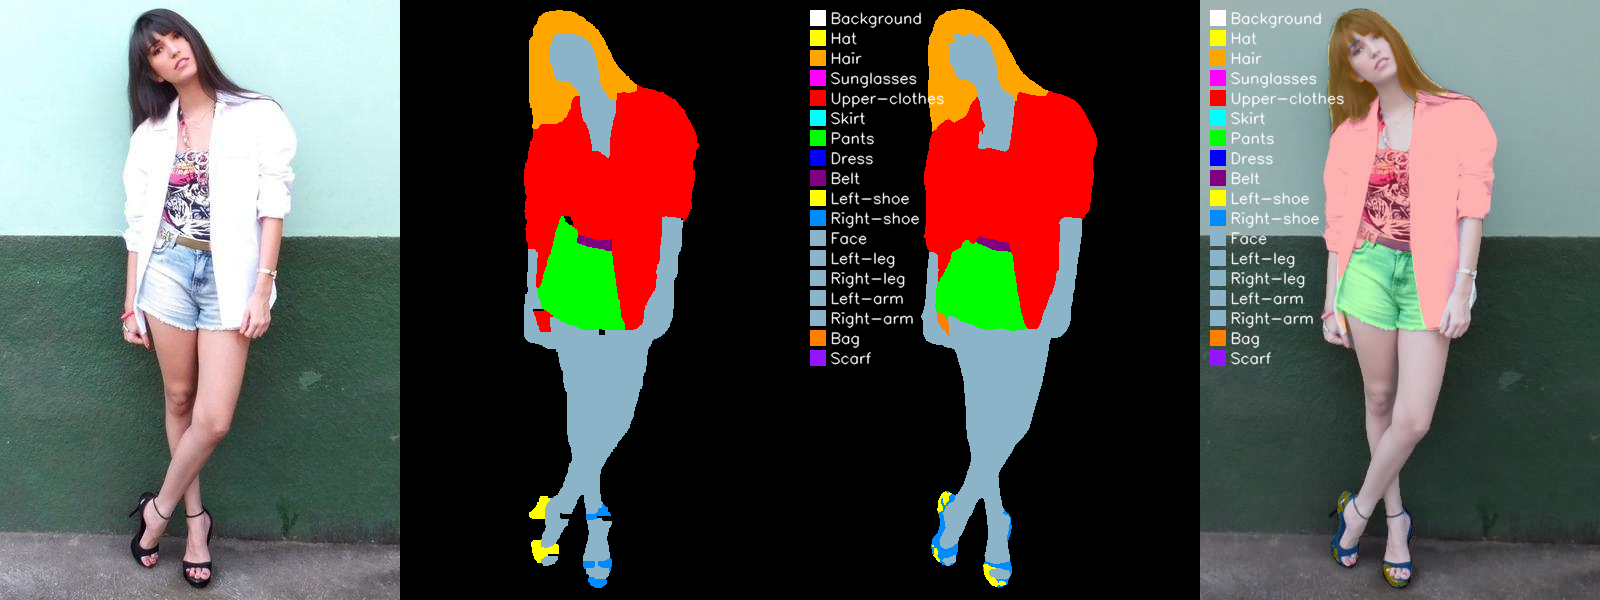 Background
Hat
Hair
Sunglasses
Upper-clothes
Skirt
Pants
Dress
Belt
Left-shoe
Right-shoe
Face
Left-leg
Right-leg
Left-arm
Right-arm
Bag
Scarf
Background
Hat
Hair
Sunglasses
Upper-clothes
Skirt
Pants
Dress
Belt
Left-shoe
Right-shoe
Face
Left-leg
Right-leg
Left-arm
Right-arm
Bag
Scarf